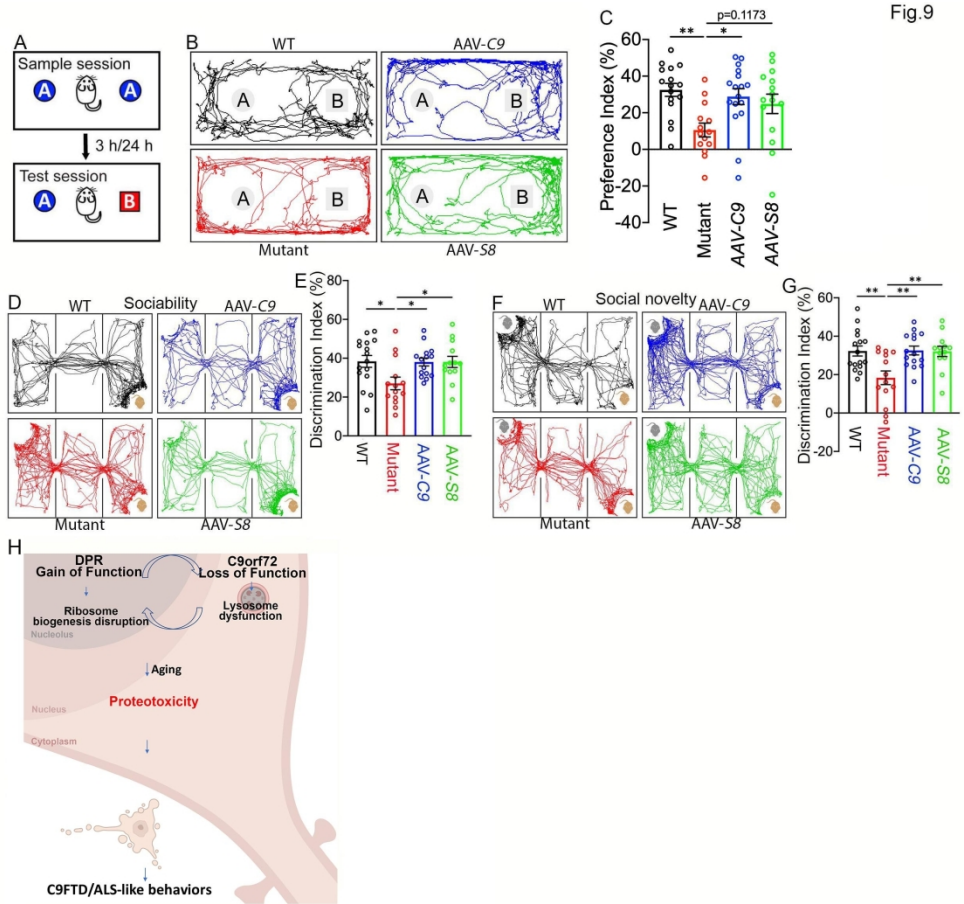 Fig.9
A
Sample session
A
A
3 h/24 h
Test session
A
B
B
WT
AAV-C9
A
B
A
B
A
B
A
B
Mutant
AAV-S8
C
p=0.1173
**
*
Preference Index (%)
60
40
20
0
-20
-40
WT
Mutant
AAV-C9
AAV-S8
D
WT
Sociability
AAV-C9
Mutant
AAV-S8
E
Discrimination Index (%)
80
60
40
20
0
*
*
*
WT
Mutant
AAV-C9
AAV-S8
F
Social novelty
WT
AAV-C9
Mutant
AAV-S8
G
Discrimination Index (%)
60
40
20
0
-20
**
**
**
WT
Mutant
AAV-C9
AAV-S8
H
DPR
Gain of Function
C9orf72
Loss of Function
Ribosome
biogenesis disruption
Lysosome
dysfunction
Nucleolus
Aging
Proteotoxicity
Nucleus
Cytoplasm
C9FTD/ALS-like behaviors